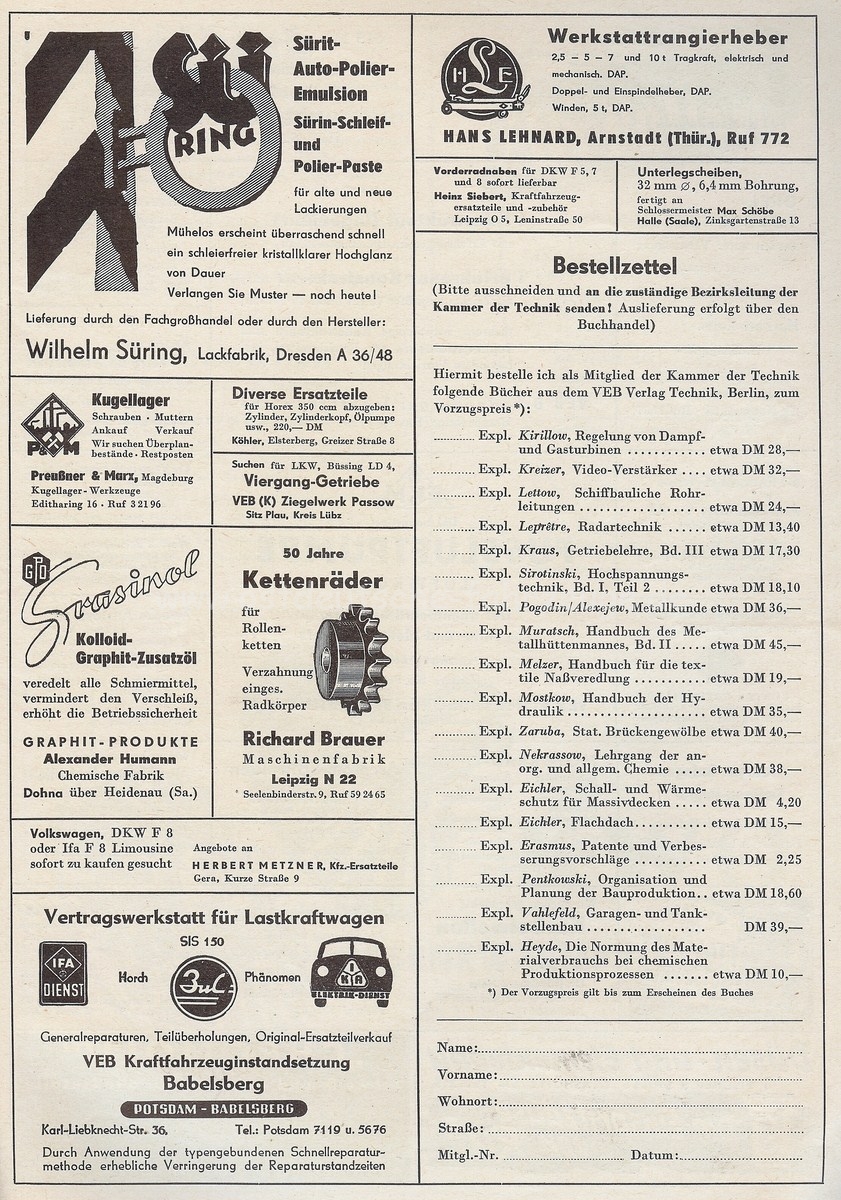 SÜ
RING
Sürit-
Auto-Polier-
Emulsion
Sürin-Schleif-
und
Polier-Paste
für alte und neue
Lackierungen
Mühelos erscheint überraschend schnell
ein schleierfreier kristallklarer Hochglanz
von Dauer
Verlangen Sie Muster — noch heute!
Lieferung durch den Fachgroßhandel oder durch den Hersteller:
Wilhelm Süring, Lackfabrik, Dresden A 36/48
P&M
Kugellager
Schrauben · Muttern
Ankauf Verkauf
Wir suchen Überplan-
bestände · Restposten
Preußner & Marx, Magdeburg
Kugellager-Werkzeuge
Editharing 16 · Ruf 3 21 96
Diverse Ersatzteile
für Horex 350 ccm abzugeben:
Zylinder, Zylinderkopf, Ölpumpe
usw., 220,— DM
Köhler, Elsterberg, Greizer Straße 8
Suchen für LKW, Büssing LD 4,
Viergang-Getriebe
VEB (K) Ziegelwerk Passow
Sitz Plau, Kreis Lübz
GPD
Grasinol
Kolloid-
Graphit-Zusatzöl
veredelt alle Schmiermittel,
vermindert den Verschleiß,
erhöht die Betriebssicherheit
GRAPHIT-PRODUKTE
Alexander Humann
Chemische Fabrik
Dohna über Heidenau (Sa.)
50 Jahre
Kettenräder
für
Rollen-
ketten
Verzahnung
einges.
Radkörper
Richard Brauer
Maschinenfabrik
Leipzig N 22
Seelenbinderstr. 9, Ruf 59 24 65
Volkswagen, DKW F 8
oder Ifa F 8 Limousine
sofort zu kaufen gesucht
Angebote an
HERBERT METZNER, Kfz.-Ersatzteile
Gera, Kurze Straße 9
Vertragswerkstatt für Lastkraftwagen
IFA
DIENST
Horch
SIS 150
ЗиС
Phänomen
IKA
ELEKTRIK-DIENST
Generalreparaturen, Teilüberholungen, Original-Ersatzteilverkauf
VEB Kraftfahrzeuginstandsetzung
Babelsberg
POTSDAM - BABELSBERG
Karl-Liebknecht-Str. 36, Tel.: Potsdam 7119 u. 5676
Durch Anwendung der typengebundenen Schnellreparatur-
methode erhebliche Verringerung der Reparaturstandzeiten
H L E
Werkstattrangierheber
2,5 – 5 – 7 und 10 t Tragkraft, elektrisch und
mechanisch. DAP.
Doppel- und Einspindelheber, DAP.
Winden, 5 t, DAP.
HANS LEHNARD, Arnstadt (Thür.), Ruf 772
Vorderradnaben für DKW F 5, 7
und 8 sofort lieferbar
Heinz Siebert, Kraftfahrzeug-
ersatzteile und -zubehör
Leipzig O 5, Leninstraße 50
Unterlegscheiben,
32 mm ⌀, 6,4 mm Bohrung,
fertigt an
Schlossermeister Max Schöbe
Halle (Saale), Zinksgartenstraße 13
Bestellzettel
(Bitte ausschneiden und an die zuständige Bezirksleitung der
Kammer der Technik senden! Auslieferung erfolgt über den
Buchhandel)
Hiermit bestelle ich als Mitglied der Kammer der Technik
folgende Bücher aus dem VEB Verlag Technik, Berlin, zum
Vorzugspreis *):
.......... Expl. Kirillow, Regelung von Dampf-
und Gasturbinen ............ etwa DM 28,—
.......... Expl. Kreizer, Video-Verstärker .... etwa DM 32,—
.......... Expl. Lettow, Schiffbauliche Rohr-
leitungen .................. etwa DM 24,—
.......... Expl. Leprêtre, Radartechnik ...... etwa DM 13,40
.......... Expl. Kraus, Getriebelehre, Bd. III etwa DM 17,30
.......... Expl. Sirotinski, Hochspannungs-
technik, Bd. I, Teil 2 ........ etwa DM 18,10
.......... Expl. Pogodin/Alexejew, Metallkunde etwa DM 36,—
.......... Expl. Muratsch, Handbuch des Me-
tallhüttenmannes, Bd. II ..... etwa DM 45,—
.......... Expl. Melzer, Handbuch für die tex-
tile Naßveredlung ........... etwa DM 19,—
.......... Expl. Mostkow, Handbuch der Hy-
draulik .................... etwa DM 35,—
.......... Expl. Zaruba, Stat. Brückengewölbe etwa DM 40,—
.......... Expl. Nekrassow, Lehrgang der an-
org. und allgem. Chemie ..... etwa DM 38,—
.......... Expl. Eichler, Schall- und Wärme-
schutz für Massivdecken ..... etwa DM 4,20
.......... Expl. Eichler, Flachdach........... etwa DM 15,—
.......... Expl. Erasmus, Patente und Verbes-
serungsvorschläge ........... etwa DM 2,25
.......... Expl. Pentkowski, Organisation und
Planung der Bauproduktion.. etwa DM 18,60
.......... Expl. Vahlefeld, Garagen- und Tank-
stellenbau ................. DM 39,—
.......... Expl. Heyde, Die Normung des Mate-
rialverbrauchs bei chemischen
Produktionsprozessen ....... etwa DM 10,—
*) Der Vorzugspreis gilt bis zum Erscheinen des Buches
Name:
Vorname:
Wohnort:
Straße:
Mitgl.-Nr. Datum: